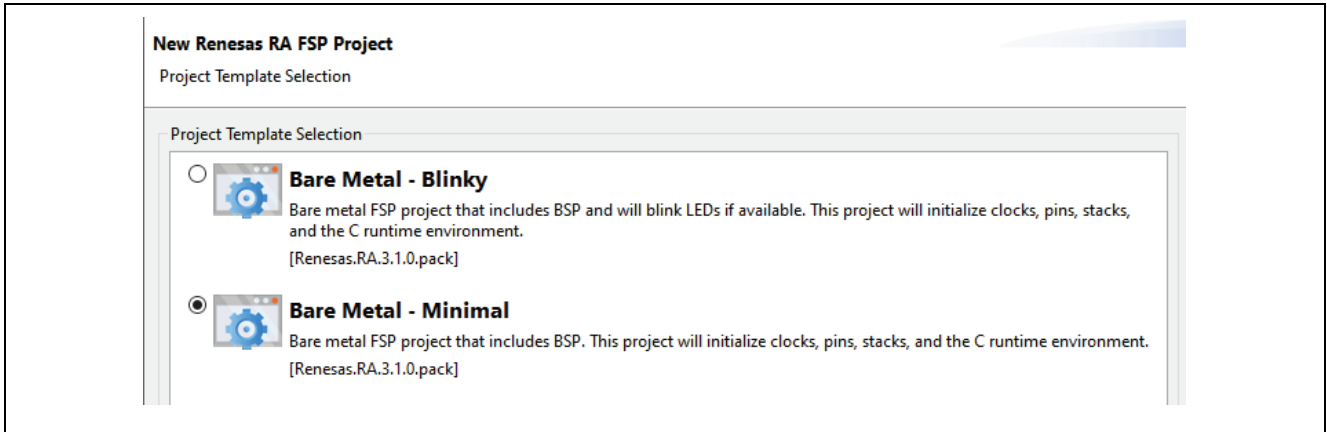 New Renesas RA FSP Project
Project Template Selection
Project Template Selection
Bare Metal - Blinky
Bare metal FSP project that includes BSP and will blink LEDs if available. This project will initialize clocks, pins, stacks,
and the C runtime environment.
[Renesas.RA.3.1.0.pack]
Bare Metal - Minimal
Bare metal FSP project that includes BSP. This project will initialize clocks, pins, stacks, and the C runtime environment.
[Renesas.RA.3.1.0.pack]